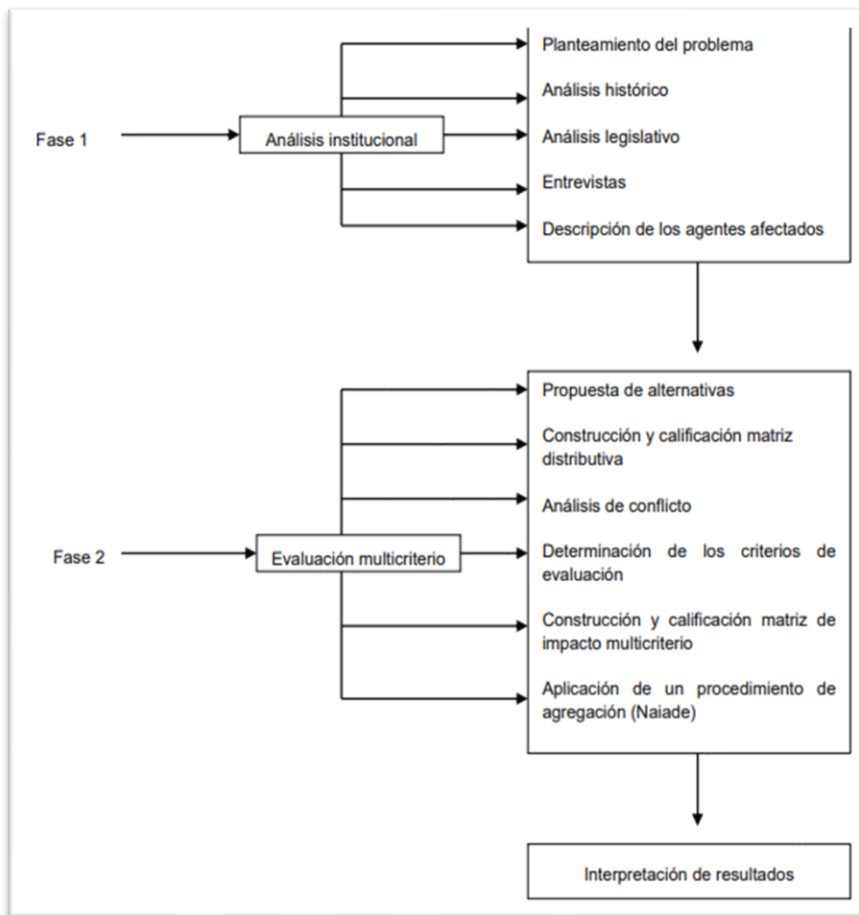 Planteamiento del problema
Análisis histórico
Fase 1
Análisis institucional
Análisis legislativo
Entrevistas
Descripción de los agentes afectados
Propuesta de alternativas
Construcción y calificación matriz
distributiva
Análisis de conflicto
Fase 2
Evaluación multicriterio
Determinación de los criterios de
evaluación
Construcción y calificación matriz de
impacto multicriterio
Aplicación de un procedimiento de
agregación (Naiade)
Interpretación de resultados